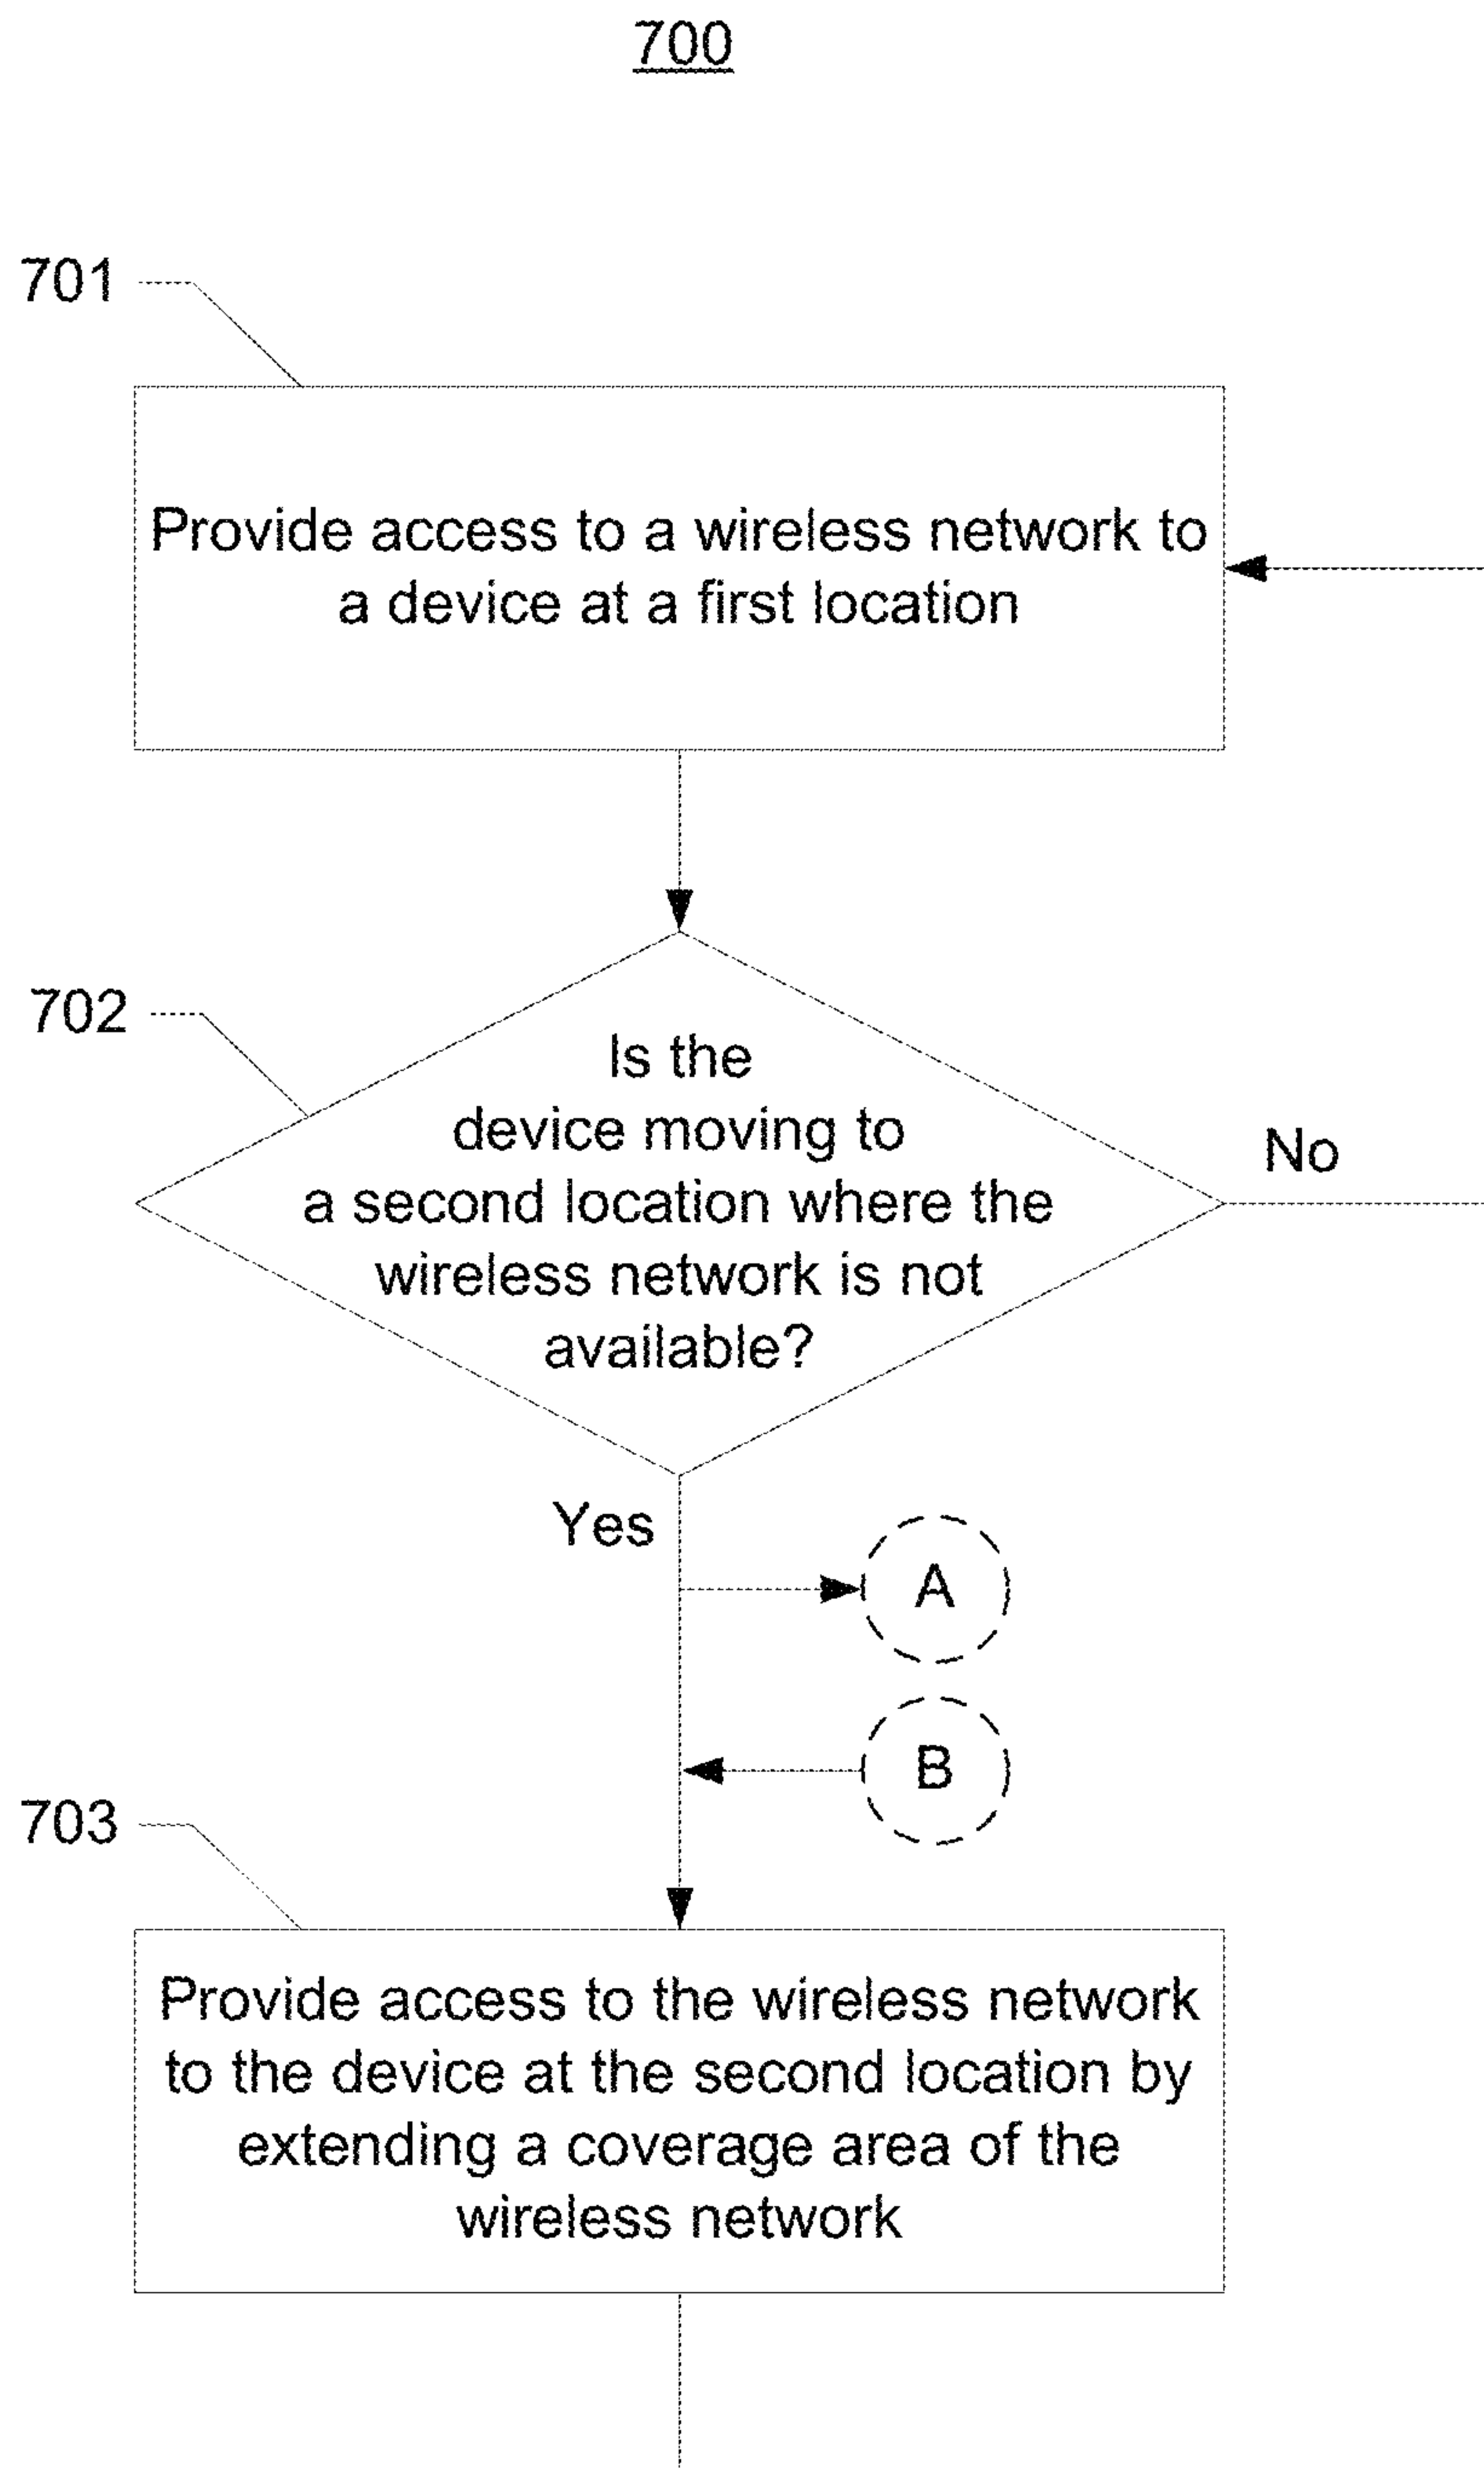 700
701
Provide access to a wireless network to
a device at a first location
702
Is the
device moving to
a second location where the
wireless network is not
available?
No
Yes
A
B
703
Provide access to the wireless network
to the device at the second location by
extending a coverage area of the
wireless network